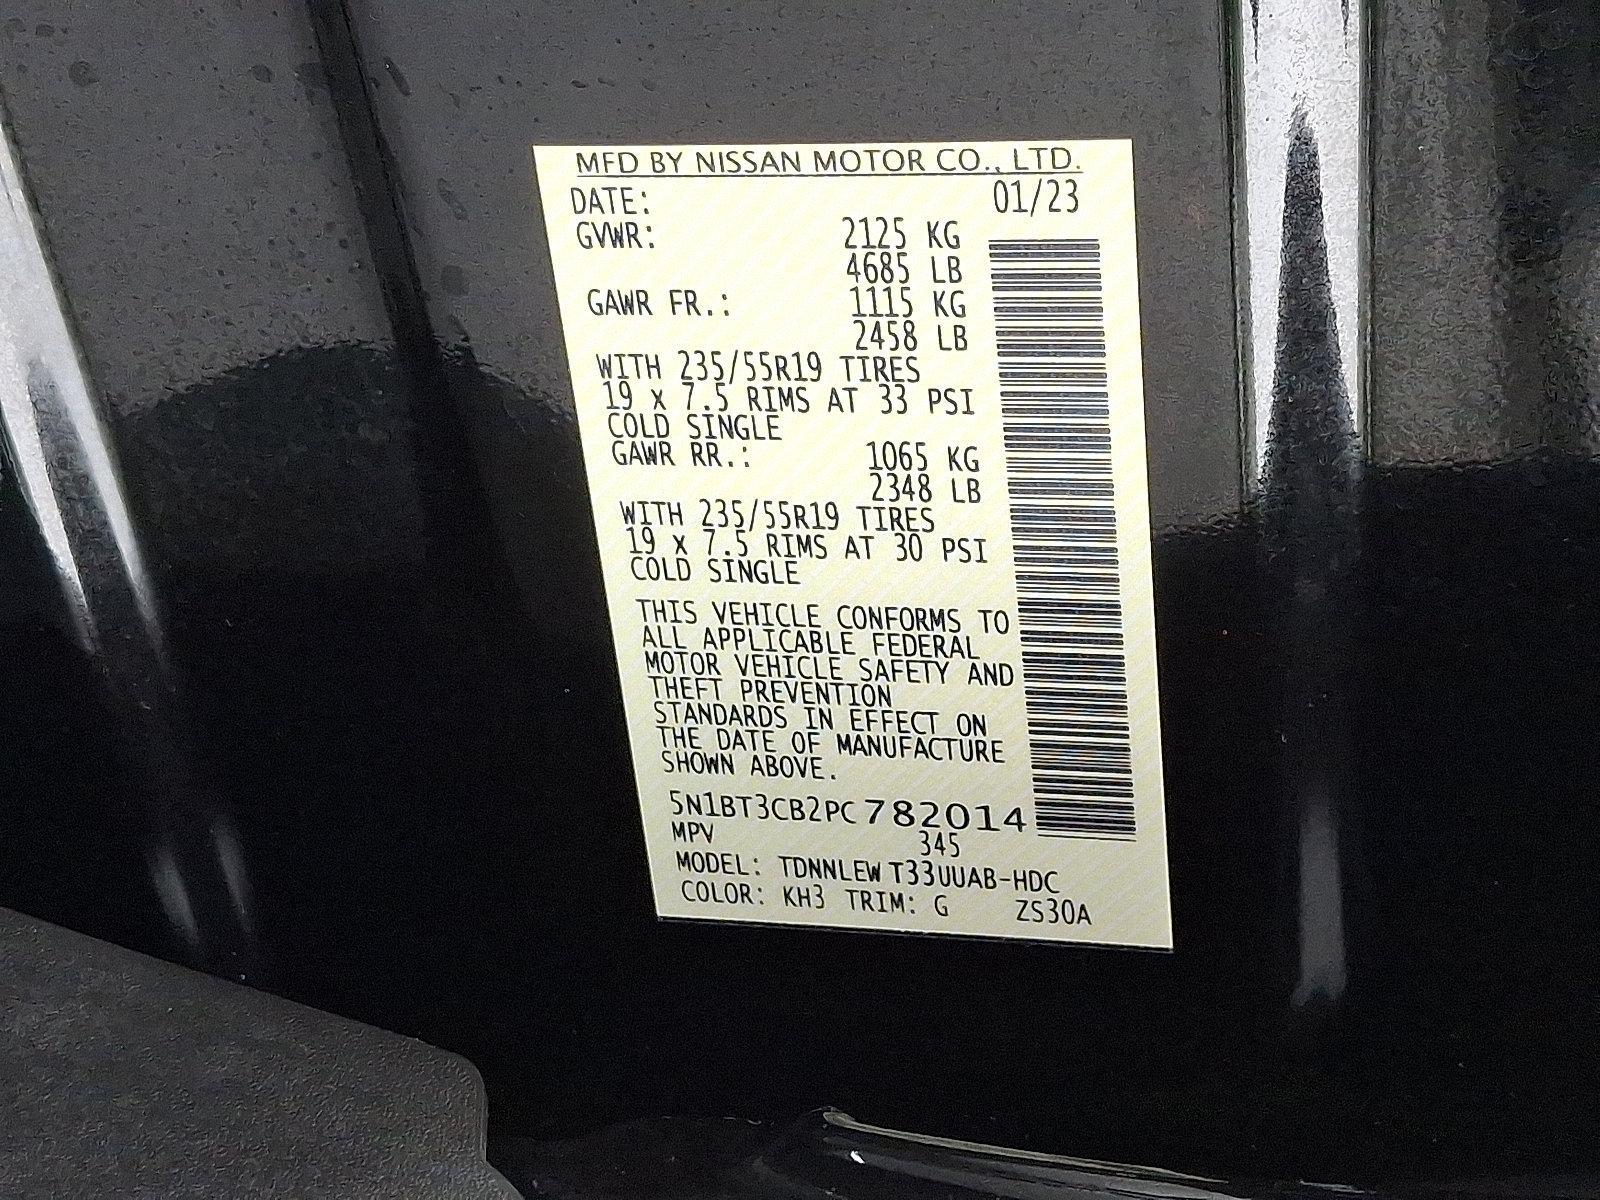 MFD BY NISSAN MOTOR CO., LTD.
DATE: 01/23
GVWR: 2125 KG
4685 LB
GAWR FR.: 1115 KG
2458 LB
WITH 235/55R19 TIRES
19 x 7.5 RIMS AT 33 PSI
COLD SINGLE
GAWR RR.: 1065 KG
2348 LB
WITH 235/55R19 TIRES
19 x 7.5 RIMS AT 30 PSI
COLD SINGLE
THIS VEHICLE CONFORMS TO
ALL APPLICABLE FEDERAL
MOTOR VEHICLE SAFETY AND
THEFT PREVENTION
STANDARDS IN EFFECT ON
THE DATE OF MANUFACTURE
SHOWN ABOVE.
5N1BT3CB2PC782014
MPV 345
MODEL: TDNNLEW T33UUAB-HDC
COLOR: KH3 TRIM: G ZS30A